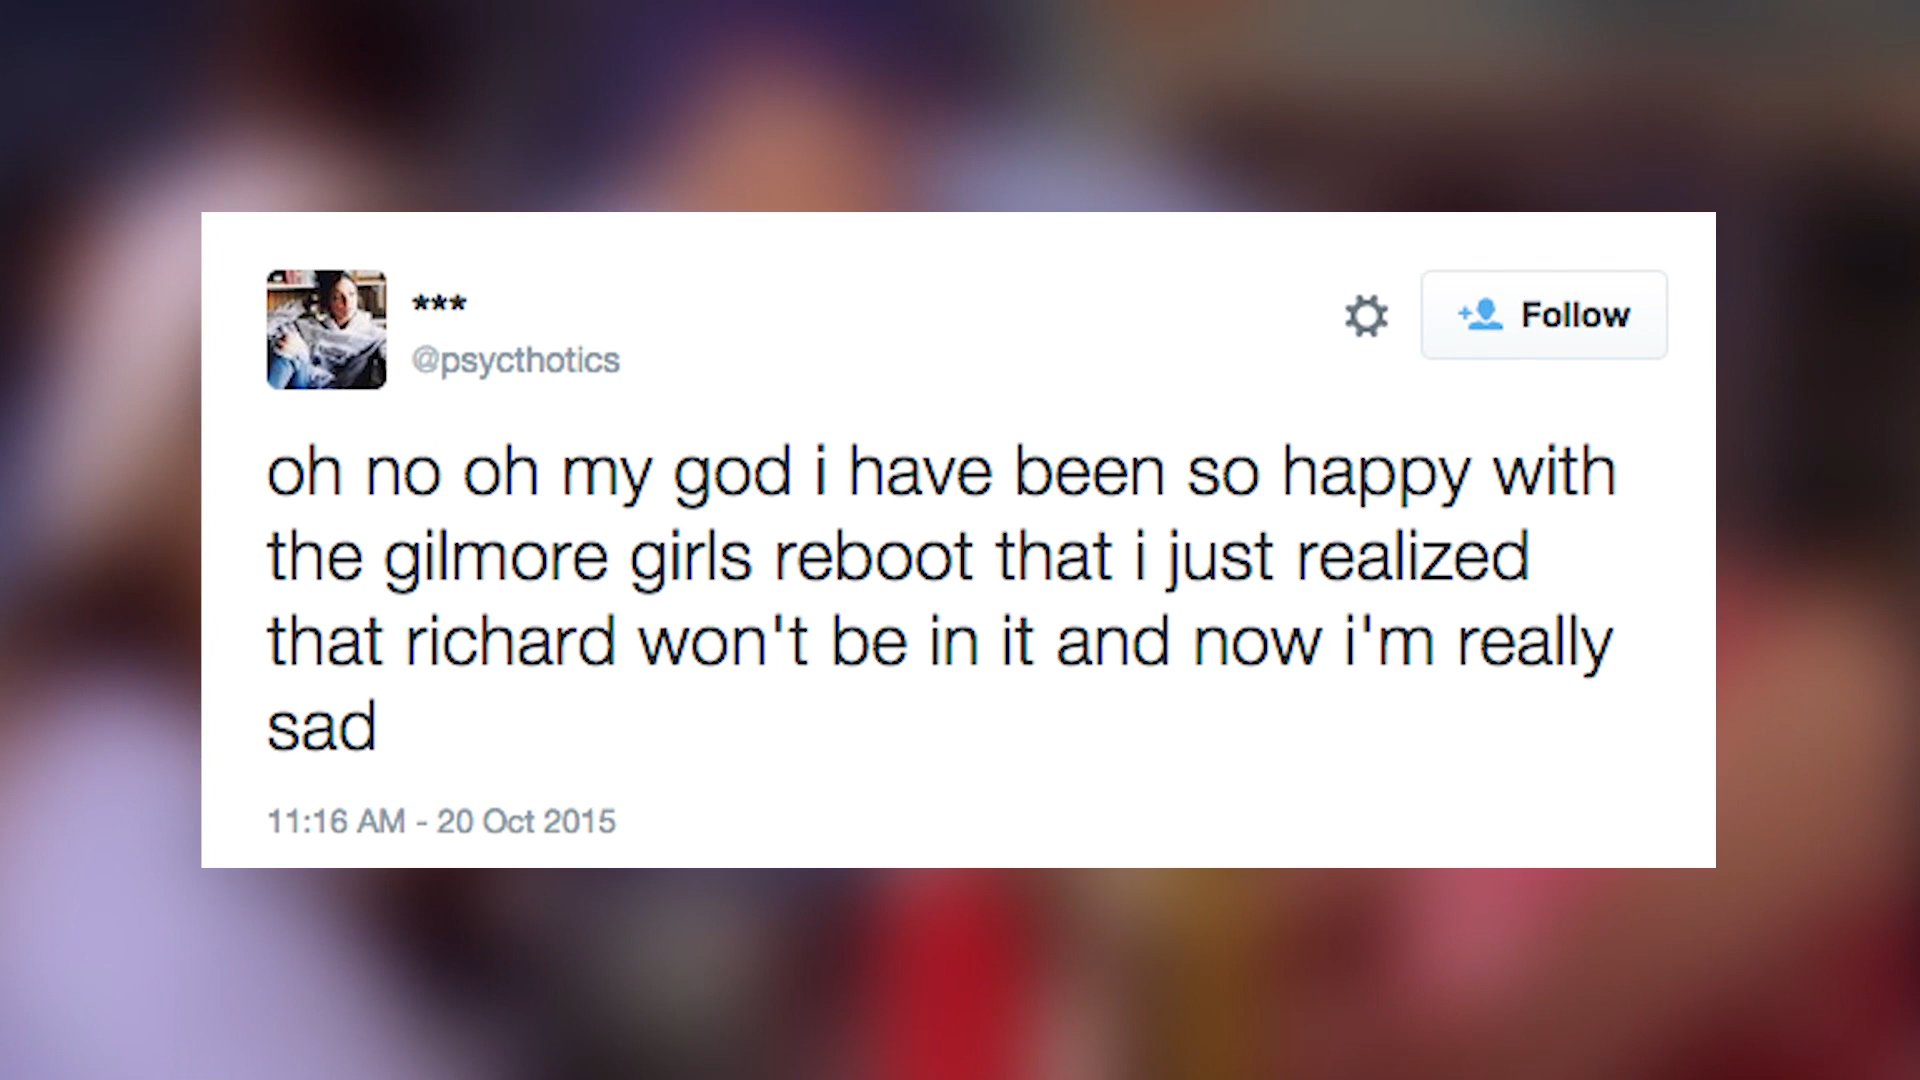 ***
@psycthotics
Follow
oh no oh my god i have been so happy with
the gilmore girls reboot that i just realized
that richard won't be in it and now i'm really
sad
11:16 AM - 20 Oct 2015